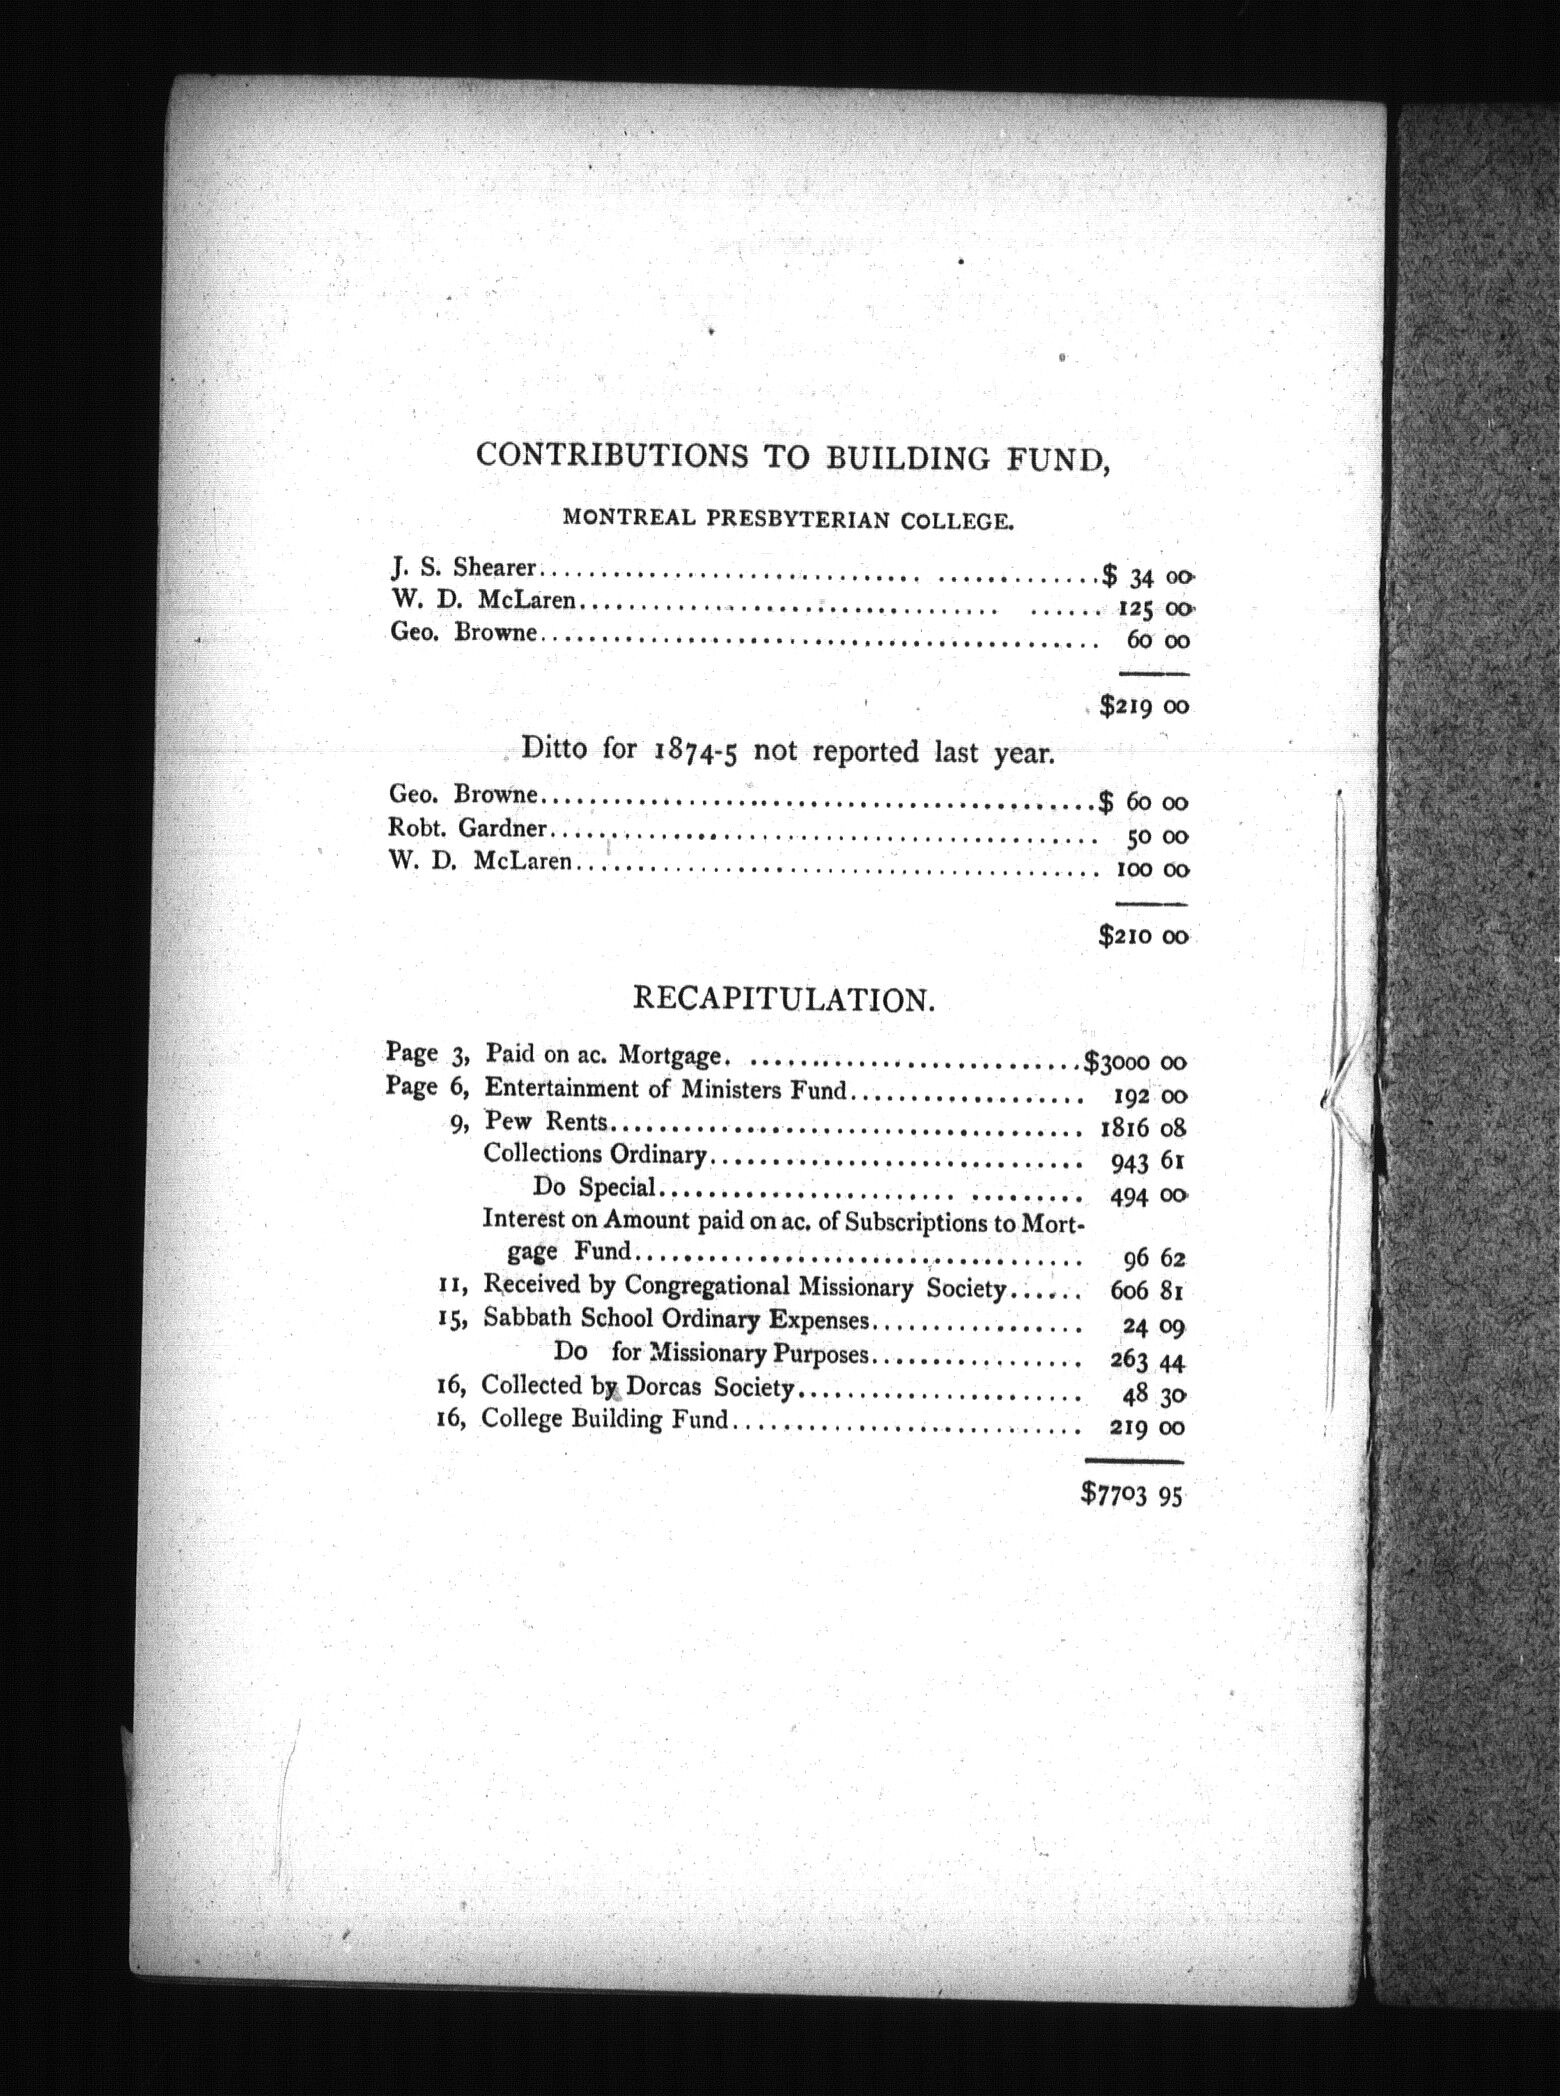 CONTRIBUTIONS TO BUILDING FUND,
MONTREAL PRESBYTERIAN COLLEGE.
J. S. Shearer............................... .............$ 34 00
W. D. McLaren.................................. ...... 125 00
Geo. Browne............................................. 60 00
$219 00
Ditto for 1874-5 not reported last year.
Geo. Browne.............................................$ 60 00
Robt. Gardner............................................ 50 00
W. D. McLaren.......................................... 100 00
$210 00
RECAPITULATION.
Page 3, Paid on ac. Mortgage. ...........................$3000 00
Page 6, Entertainment of Ministers Fund................... 192 00
9, Pew Rents...................................... 1816 08
Collections Ordinary.............................. 943 61
Do Special........................ ......... 494 00
Interest on Amount paid on ac. of Subscriptions to Mort-
gage Fund.................................... 96 62
11, Received by Congregational Missionary Society...... 606 81
15, Sabbath School Ordinary Expenses................. 24 09
Do for Missionary Purposes................. 263 44
16, Collected by Dorcas Society....................... 48 30
16, College Building Fund............................ 219 00
$7703 95